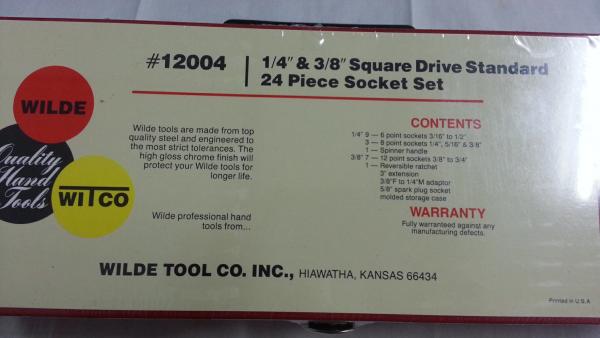 #12004
1/4" & 3/8" Square Drive Standard
24 Piece Socket Set
WILDE
Quality
Hand
Tools
WITCO
Wilde tools are made from top
quality steel and engineered to
the most strict tolerances. The
high gloss chrome finish will
protect your Wilde tools for
longer life.
Wilde professional hand
tools from...
CONTENTS
1/4" 9 — 6 point sockets 3/16" to 1/2"
3 — 8 point sockets 1/4", 5/16" & 3/8"
1 — Spinner handle
3/8" 7 — 12 point sockets 3/8" to 3/4"
1 — Reversible ratchet
3" extension
3/8"F to 1/4"M adaptor
5/8" spark plug socket
molded storage case
WARRANTY
Fully warranteed against any
manufacturing defects.
WILDE TOOL CO. INC., HIAWATHA, KANSAS 66434
Printed in U.S.A